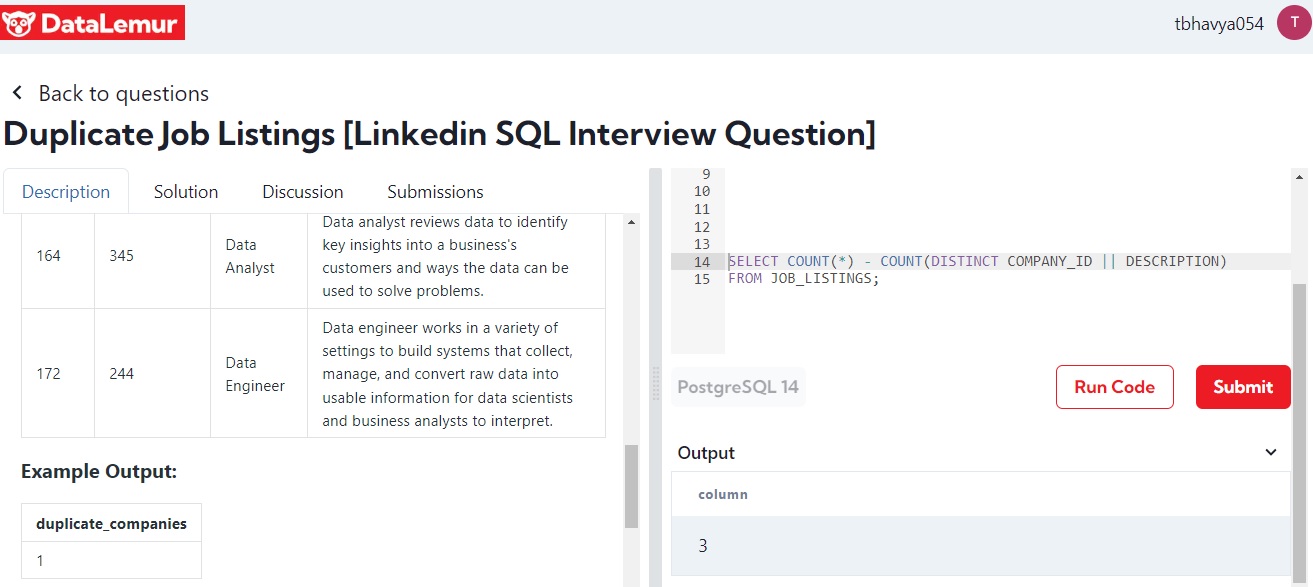 DataLemur
tbhavya054
T
Back to questions
Duplicate Job Listings [Linkedin SQL Interview Question]
Description
Solution
Discussion
Submissions
164
345
Data
Analyst
Data analyst reviews data to identify
key insights into a business's
customers and ways the data can be
used to solve problems.
172
244
Data
Engineer
Data engineer works in a variety of
settings to build systems that collect,
manage, and convert raw data into
usable information for data scientists
and business analysts to interpret.
Example Output:
duplicate_companies
1
9
10
11
12
13
14 SELECT COUNT(*) - COUNT(DISTINCT COMPANY_ID || DESCRIPTION)
15 FROM JOB_LISTINGS;
PostgreSQL 14
Run Code
Submit
Output
column
3